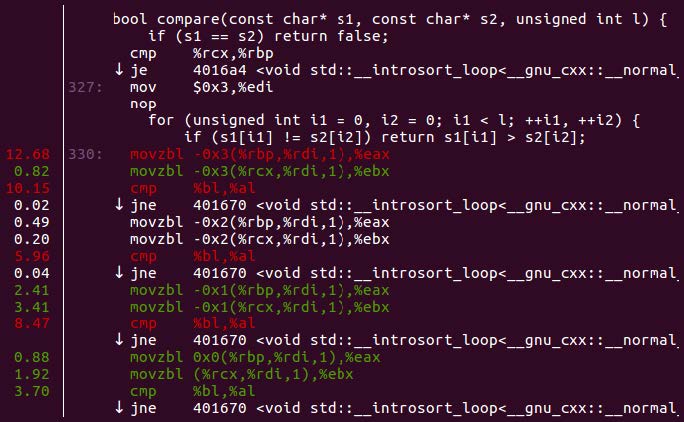 bool compare(const char* s1, const char* s2, unsigned int l) {
if (s1 == s2) return false;
cmp %rcx,%rbp
↓ je 4016a4 <void std::__introsort_loop<__gnu_cxx::__normal_
327: mov $0x3,%edi
nop
for (unsigned int i1 = 0, i2 = 0; i1 < l; ++i1, ++i2) {
if (s1[i1] != s2[i2]) return s1[i1] > s2[i2];
12.68 330: movzbl -0x3(%rbp,%rdi,1),%eax
0.82 movzbl -0x3(%rcx,%rdi,1),%ebx
10.15 cmp %bl,%al
0.02 ↓ jne 401670 <void std::__introsort_loop<__gnu_cxx::__normal_
0.49 movzbl -0x2(%rbp,%rdi,1),%eax
0.20 movzbl -0x2(%rcx,%rdi,1),%ebx
5.96 cmp %bl,%al
0.04 ↓ jne 401670 <void std::__introsort_loop<__gnu_cxx::__normal_
2.41 movzbl -0x1(%rbp,%rdi,1),%eax
3.41 movzbl -0x1(%rcx,%rdi,1),%ebx
8.47 cmp %bl,%al
↓ jne 401670 <void std::__introsort_loop<__gnu_cxx::__normal_
0.88 movzbl 0x0(%rbp,%rdi,1),%eax
1.92 movzbl (%rcx,%rdi,1),%ebx
3.70 cmp %bl,%al
↓ jne 401670 <void std::__introsort_loop<__gnu_cxx::__normal_